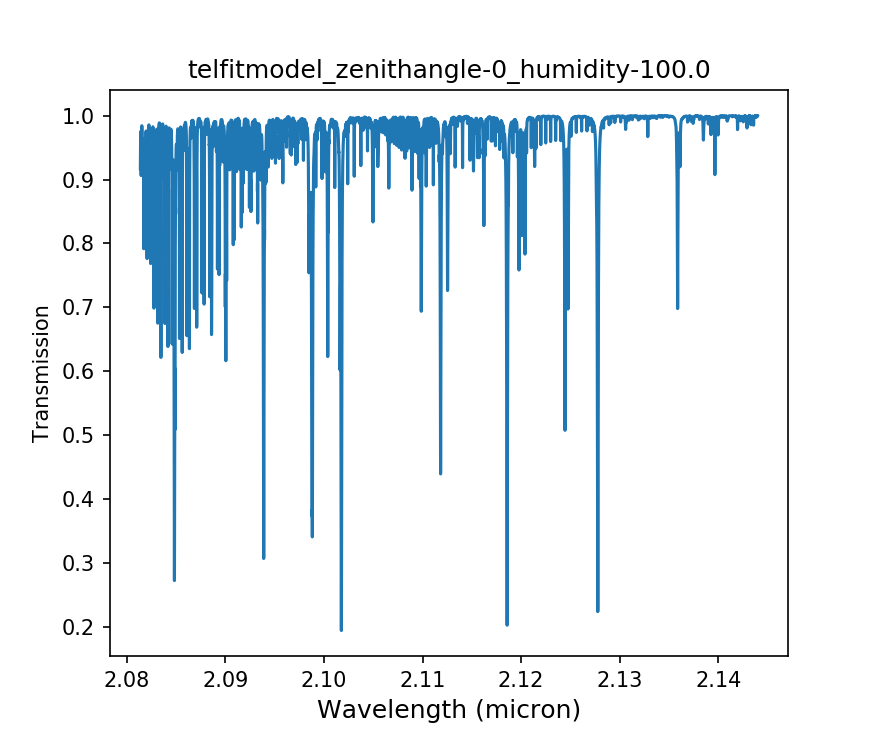 telfitmodel_zenithangle-0_humidity-100.0
1.0
0.9
0.8
0.7
0.6
0.5
0.4
0.3
0.2
Transmission
2.08 2.09 2.10 2.11 2.12 2.13 2.14
Wavelength (micron)